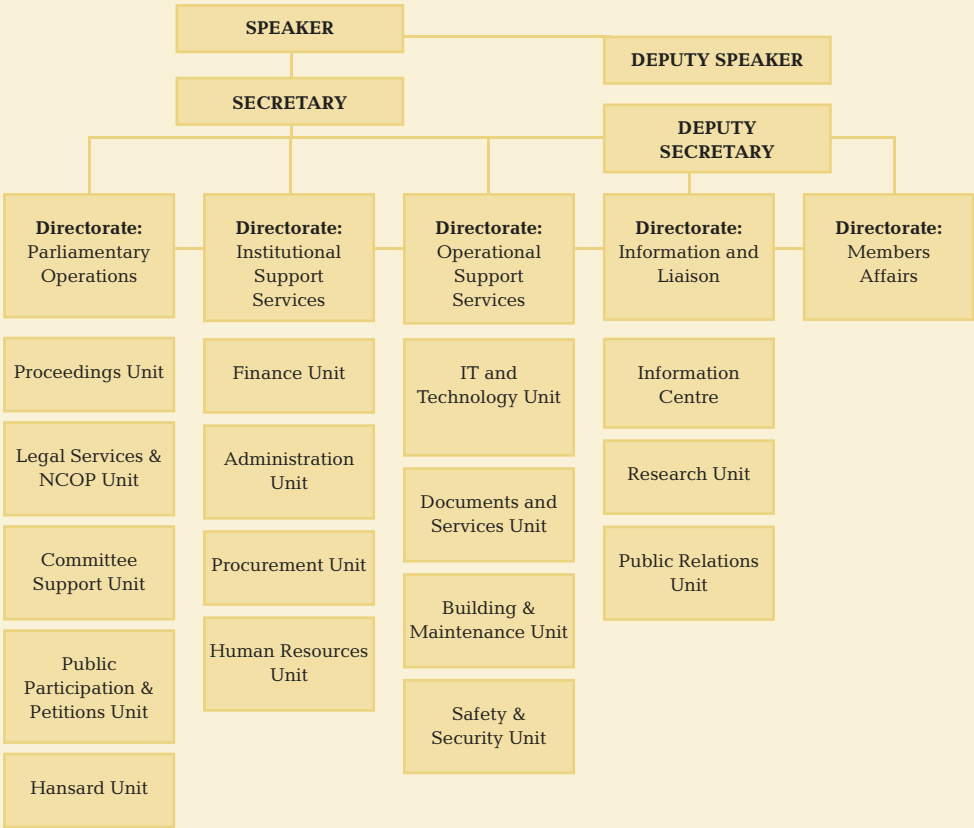 SPEAKER
DEPUTY SPEAKER
SECRETARY
DEPUTY
SECRETARY
Directorate:
Parliamentary
Operations
Directorate:
Institutional
Support
Services
Directorate:
Operational
Support
Services
Directorate:
Information and
Liaison
Directorate:
Members
Affairs
Proceedings Unit
Legal Services &
NCOP Unit
Committee
Support Unit
Public
Participation &
Petitions Unit
Hansard Unit
Finance Unit
Administration
Unit
Procurement Unit
Human Resources
Unit
IT and
Technology Unit
Documents and
Services Unit
Building &
Maintenance Unit
Safety &
Security Unit
Information
Centre
Research Unit
Public Relations
Unit